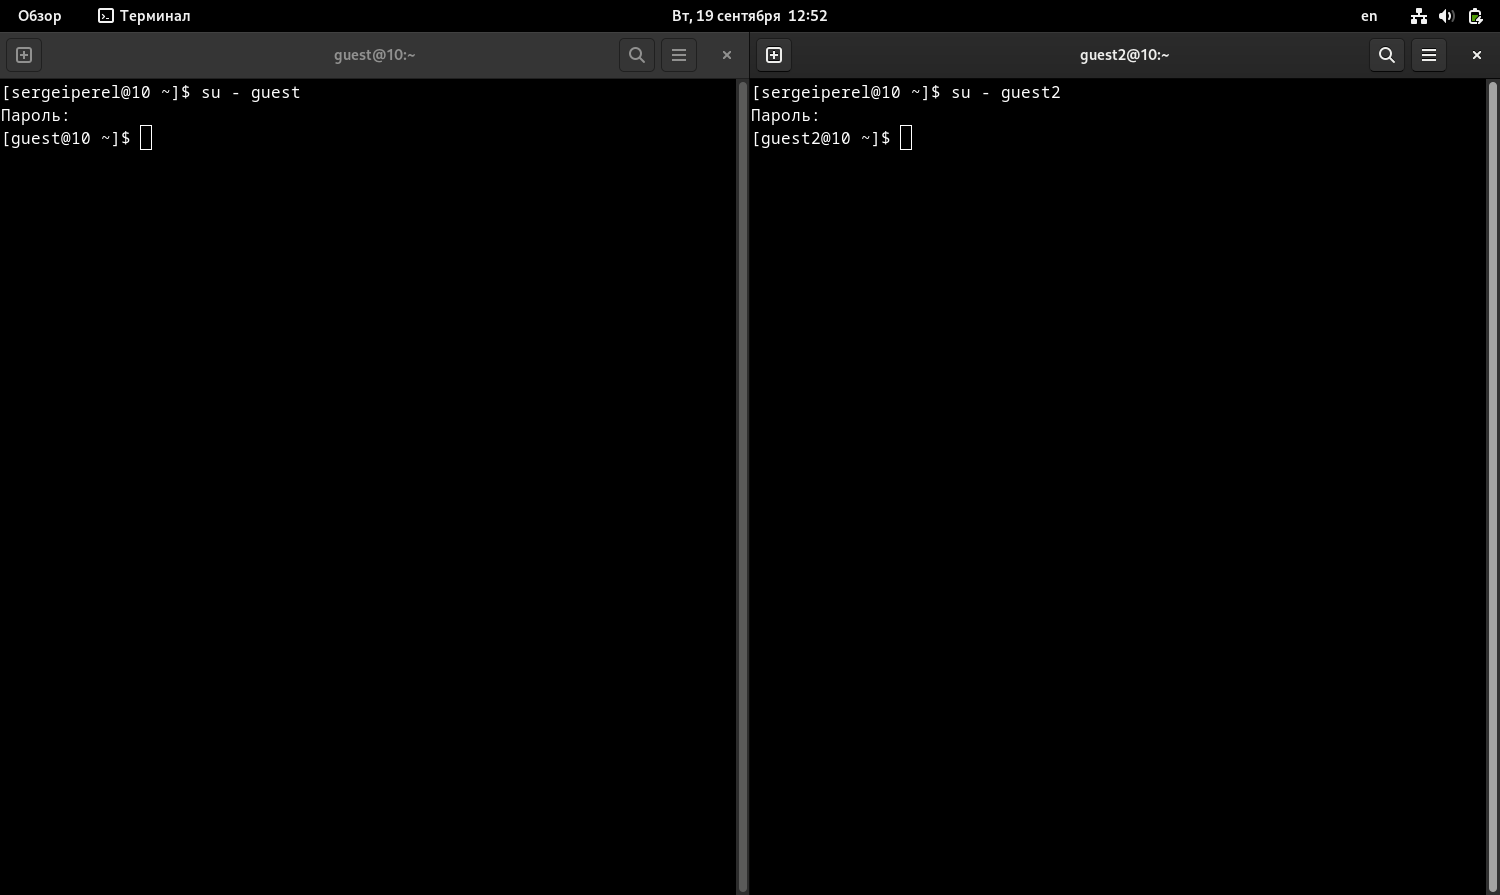 Обзор Терминал Вт, 19 сентября 12:52 en
guest@10:~
[sergeiperel@10 ~]$ su - guest
Пароль:
[guest@10 ~]$
guest2@10:~
[sergeiperel@10 ~]$ su - guest2
Пароль:
[guest2@10 ~]$